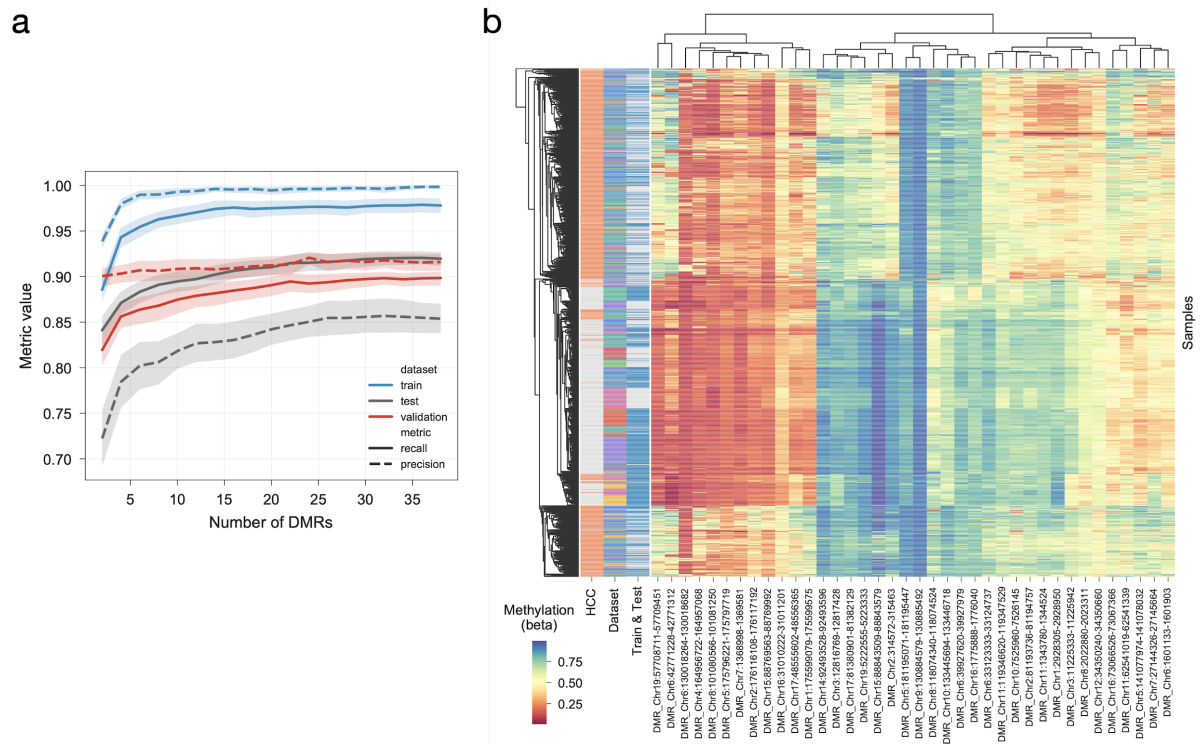 a
b
1.00
0.95
0.90
0.85
0.80
0.75
0.70
Metric value
5
10
15
20
25
30
35
Number of DMRs
dataset
train
test
validation
metric
recall
precision
Samples
HCC
Dataset
Train & Test
Methylation
(beta)
0.75
0.50
0.25
DMR_Chr19:57708711-57709451
DMR_Chr6:42771228-42771312
DMR_Chr6:130018264-130018682
DMR_Chr4:164956722-164957068
DMR_Chr8:101080566-101081250
DMR_Chr5:175796221-175797719
DMR_Chr7:1368998-1369581
DMR_Chr2:176116108-176117192
DMR_Chr15:88769563-88769992
DMR_Chr16:31010222-31011201
DMR_Chr17:48555602-48556365
DMR_Chr1:175599079-175599575
DMR_Chr14:92493528-92493596
DMR_Chr3:12816769-12817428
DMR_Chr17:81380901-81382129
DMR_Chr19:5222555-5223333
DMR_Chr15:88843509-88843579
DMR_Chr2:314572-315463
DMR_Chr5:181195071-181195447
DMR_Chr9:130884579-130885492
DMR_Chr8:118074340-118074524
DMR_Chr10:133445694-133446718
DMR_Chr6:39927620-39927979
DMR_Chr16:1775888-1776040
DMR_Chr6:33123333-33124737
DMR_Chr11:119346620-119347529
DMR_Chr10:7525960-7526145
DMR_Chr2:81193736-81194757
DMR_Chr11:1343780-1344524
DMR_Chr1:2928305-2928950
DMR_Chr3:11225333-11225942
DMR_Chr8:2022880-2023311
DMR_Chr12:34350240-34350660
DMR_Chr16:73066526-73067366
DMR_Chr11:62541019-62541339
DMR_Chr5:141077974-141078032
DMR_Chr7:27144326-27145664
DMR_Chr6:1601133-1601903